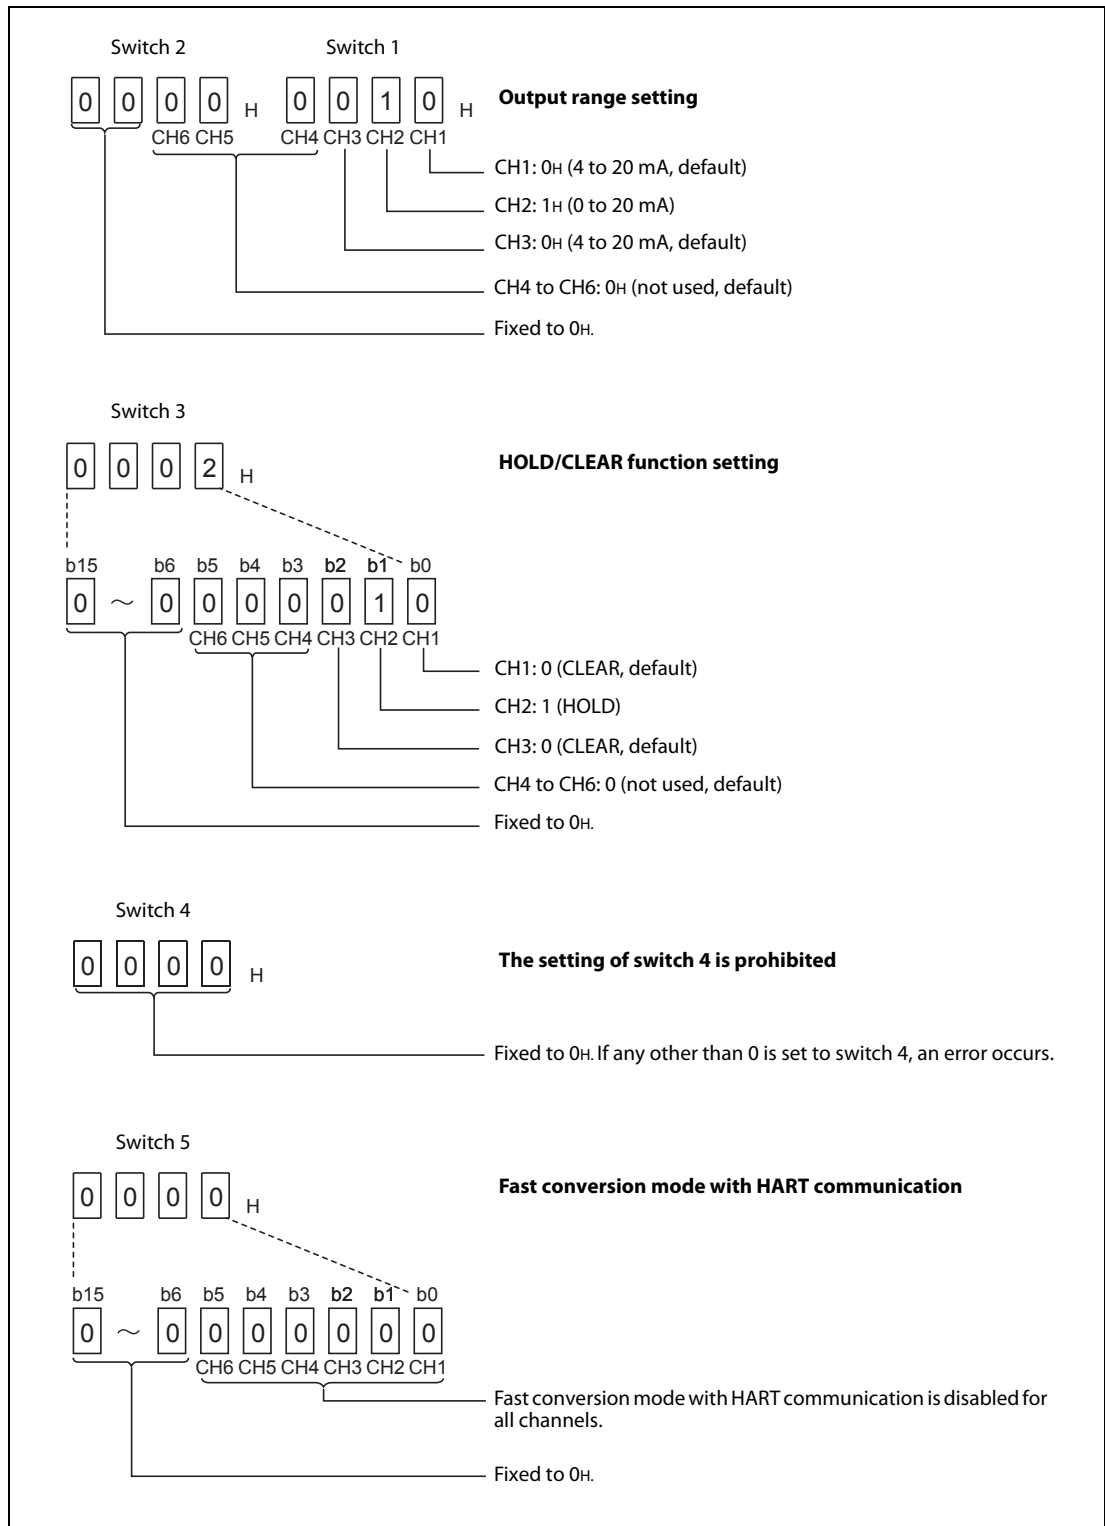 Switch 2 Switch 1
0 0 0 0 H 0 0 1 0 H Output range setting
CH6 CH5 CH4 CH3 CH2 CH1
CH1: 0H (4 to 20 mA, default)
CH2: 1H (0 to 20 mA)
CH3: 0H (4 to 20 mA, default)
CH4 to CH6: 0H (not used, default)
Fixed to 0H.
Switch 3
0 0 0 2 H HOLD/CLEAR function setting
b15 b6 b5 b4 b3 b2 b1 b0
0 ~ 0 0 0 0 0 1 0
CH6 CH5 CH4 CH3 CH2 CH1
CH1: 0 (CLEAR, default)
CH2: 1 (HOLD)
CH3: 0 (CLEAR, default)
CH4 to CH6: 0 (not used, default)
Fixed to 0H.
Switch 4
0 0 0 0 H The setting of switch 4 is prohibited
Fixed to 0H. If any other than 0 is set to switch 4, an error occurs.
Switch 5
0 0 0 0 H Fast conversion mode with HART communication
b15 b6 b5 b4 b3 b2 b1 b0
0 ~ 0 0 0 0 0 0 0
CH6 CH5 CH4 CH3 CH2 CH1
Fast conversion mode with HART communication is disabled for
all channels.
Fixed to 0H.